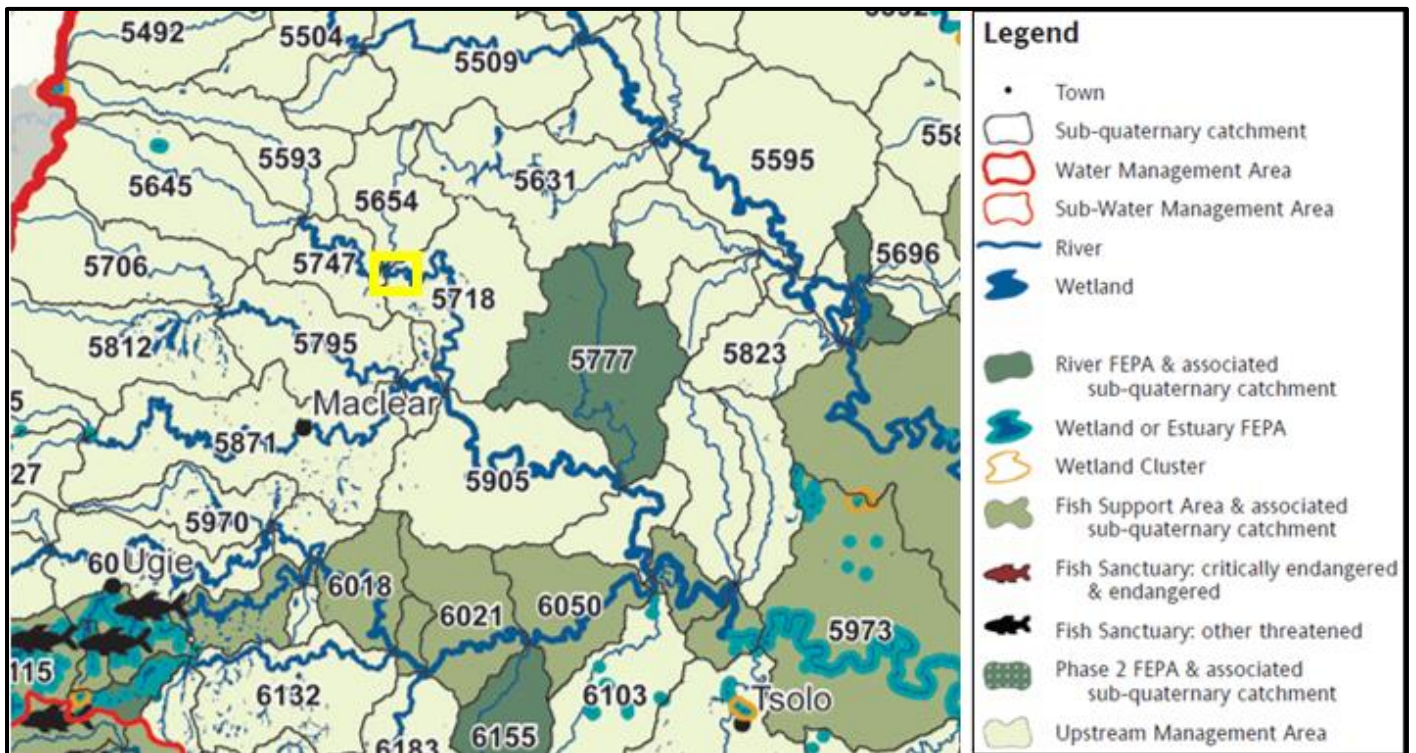 5492
5504
5509
5593
5595
5645
5631
5654
5706
5747
5696
5718
5812
5795
5777
5823
Maclear
5871
5905
27
5970
60 Ugie
6018
6021
6050
5973
115
6132
6103
Tsolo
6183
6155
Legend
Town
Sub-quaternary catchment
Water Management Area
Sub-Water Management Area
River
Wetland
River FEPA & associated
sub-quaternary catchment
Wetland or Estuary FEPA
Wetland Cluster
Fish Support Area & associated
sub-quaternary catchment
Fish Sanctuary: critically endangered
& endangered
Fish Sanctuary: other threatened
Phase 2 FEPA & associated
sub-quaternary catchment
Upstream Management Area